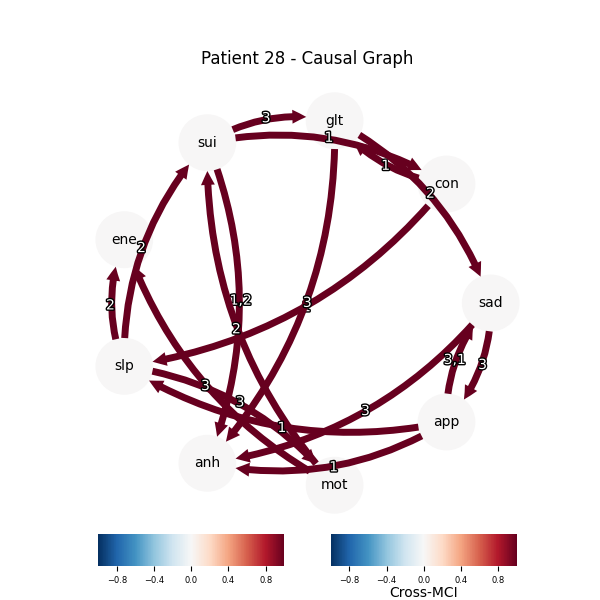 Patient 28 - Causal Graph
3
glt
1
sui
1
con
2
ene
2
2
1,2
3
sad
2
3,1
3
slp
3
3
3
app
1
anh
1
mot
−0.8 −0.4 0.0 0.4 0.8
−0.8 −0.4 0.0 0.4 0.8
Cross-MCI